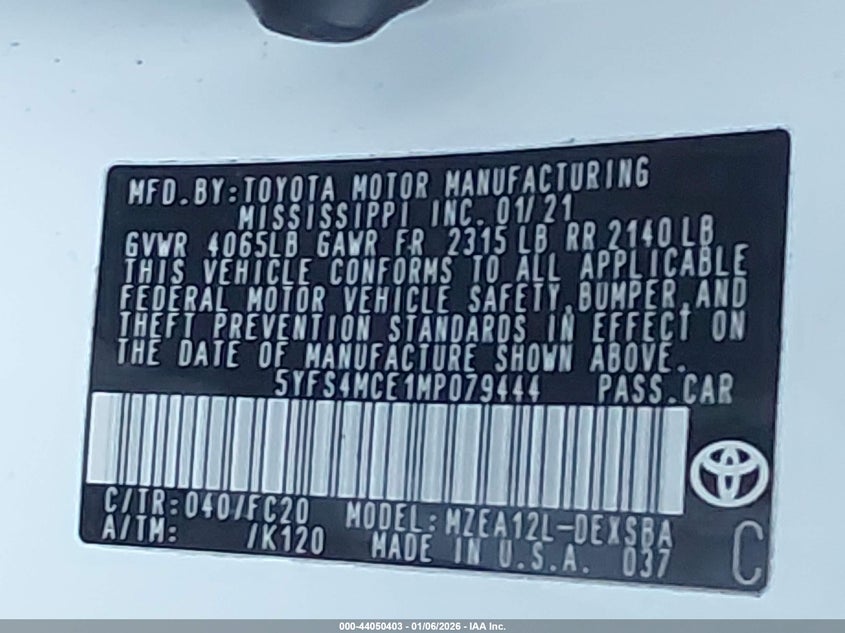 MFD.BY:TOYOTA MOTOR MANUFACTURING
MISSISSIPPI INC. 01/21
GVWR 4065LB GAWR FR 2315 LB RR 2140 LB
THIS VEHICLE CONFORMS TO ALL APPLICABLE
FEDERAL MOTOR VEHICLE SAFETY,BUMPER,AND
THEFT PREVENTION STANDARDS IN EFFECT ON
THE DATE OF MANUFACTURE SHOWN ABOVE.
5YFS4MCE1MP079444 PASS.CAR
C/TR:040/FC20 MODEL:MZEA12L-DEXSBA
A/TM: /K120 MADE IN U.S.A. 037 C
000-44050403 - 01/06/2026 - IAA Inc.